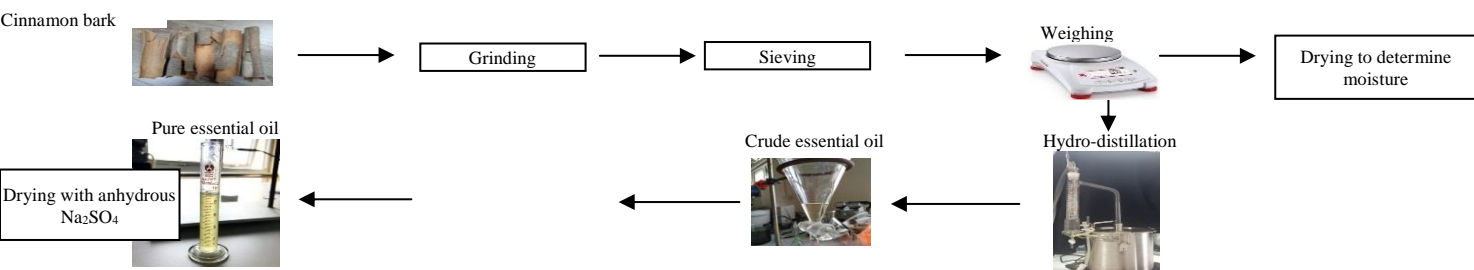 Cinnamon bark
Grinding
Sieving
Weighing
Drying to determine
moisture
Pure essential oil
Drying with anhydrous
Na₂SO₄
Crude essential oil
Hydro-distillation